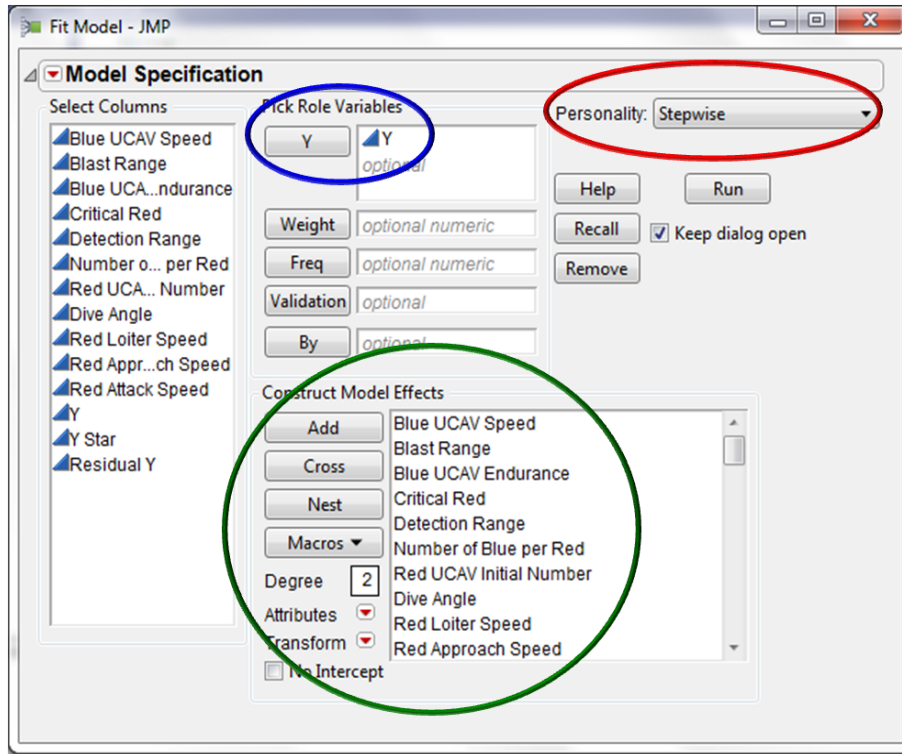 Fit Model - JMP
Model Specification
Select Columns
Blue UCAV Speed
Blast Range
Blue UCA...ndurance
Critical Red
Detection Range
Number o... per Red
Red UCA... Number
Dive Angle
Red Loiter Speed
Red Appr...ch Speed
Red Attack Speed
Y
Y Star
Residual Y
Pick Role Variables
Y
Y
optional
Weight
optional numeric
Freq
optional numeric
Validation
optional
By
optional
Personality:
Stepwise
Help
Run
Recall
Keep dialog open
Remove
Construct Model Effects
Add
Cross
Nest
Macros
Degree
2
Attributes
Transform
No Intercept
Blue UCAV Speed
Blast Range
Blue UCAV Endurance
Critical Red
Detection Range
Number of Blue per Red
Red UCAV Initial Number
Dive Angle
Red Loiter Speed
Red Approach Speed